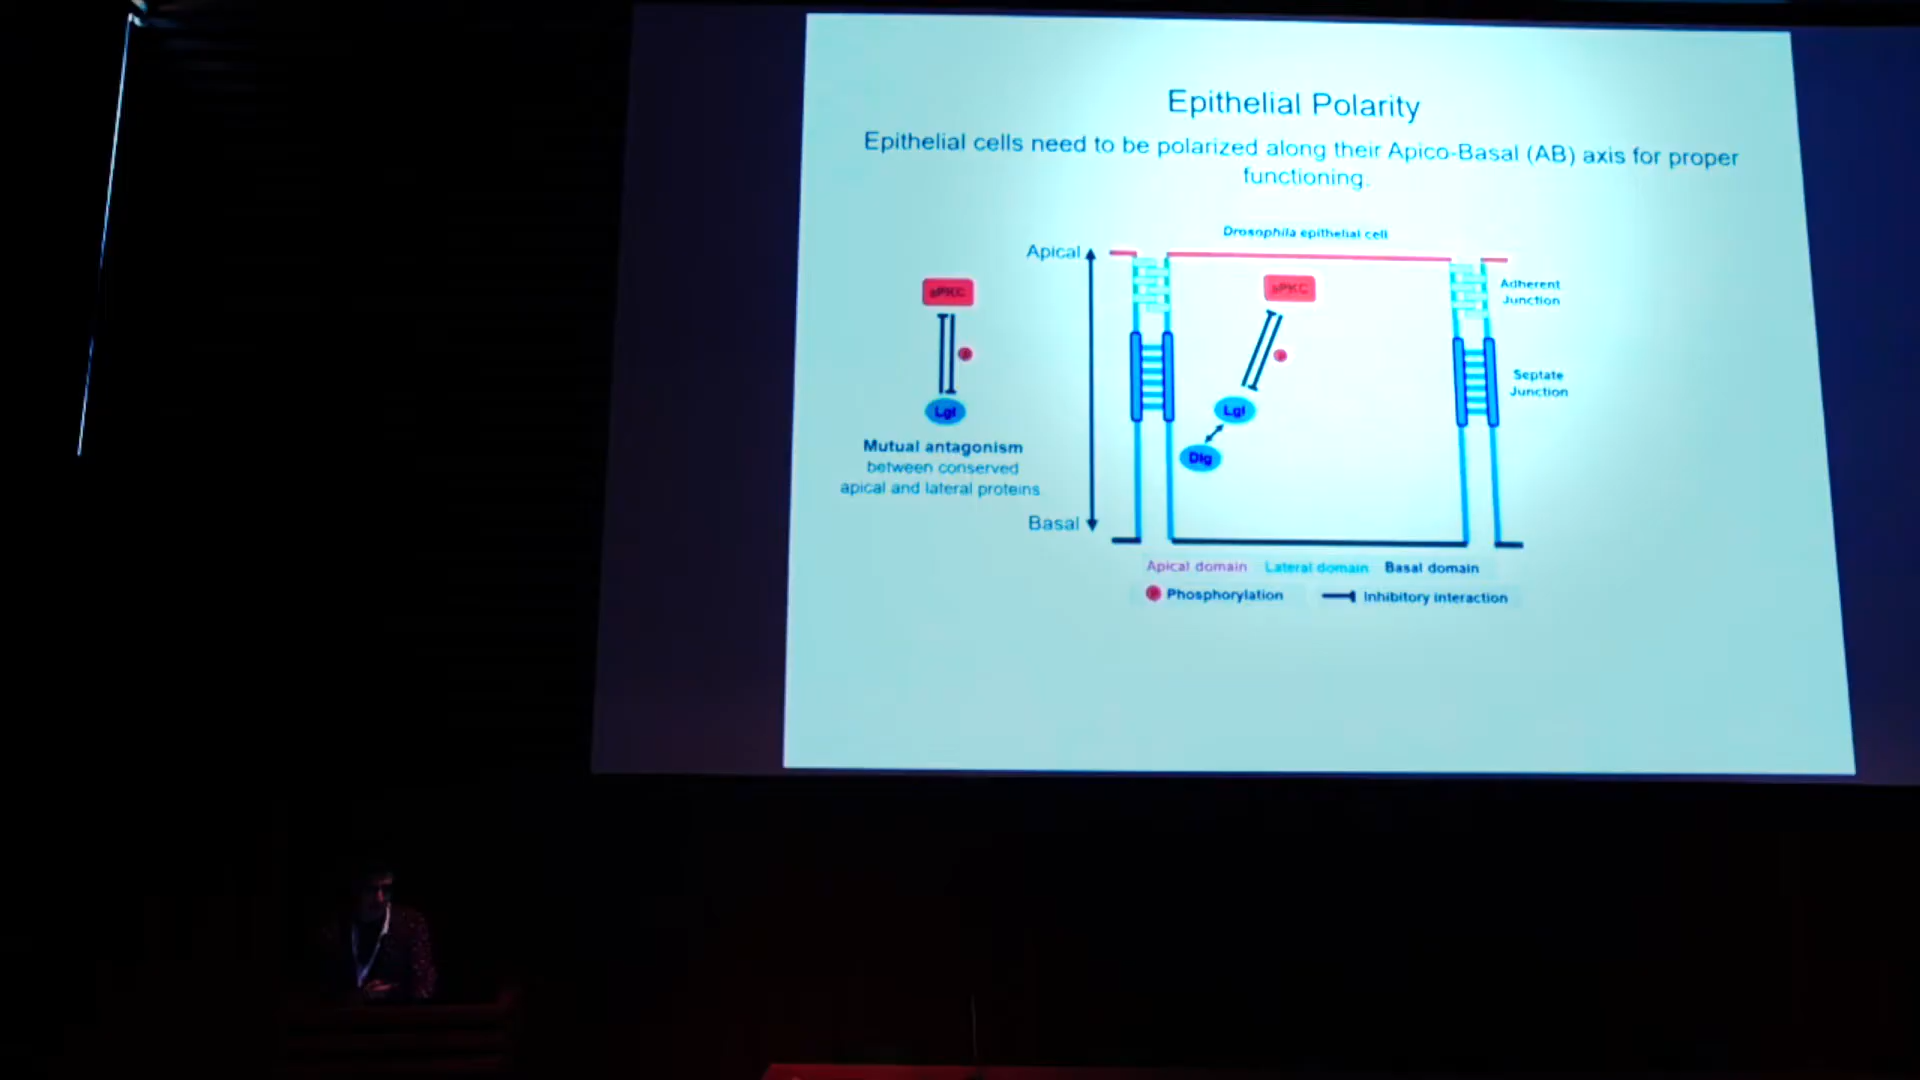 Epithelial Polarity
Epithelial cells need to be polarized along their Apico-Basal (AB) axis for proper
functioning.
Drosophila epithelial cell
Apical
aPKC
aPKC
Adherent
Junction
Septate
Junction
Lgl
Lgl
Dlg
Mutual antagonism
between conserved
apical and lateral proteins
Basal
Apical domain Lateral domain Basal domain
Phosphorylation Inhibitory interaction